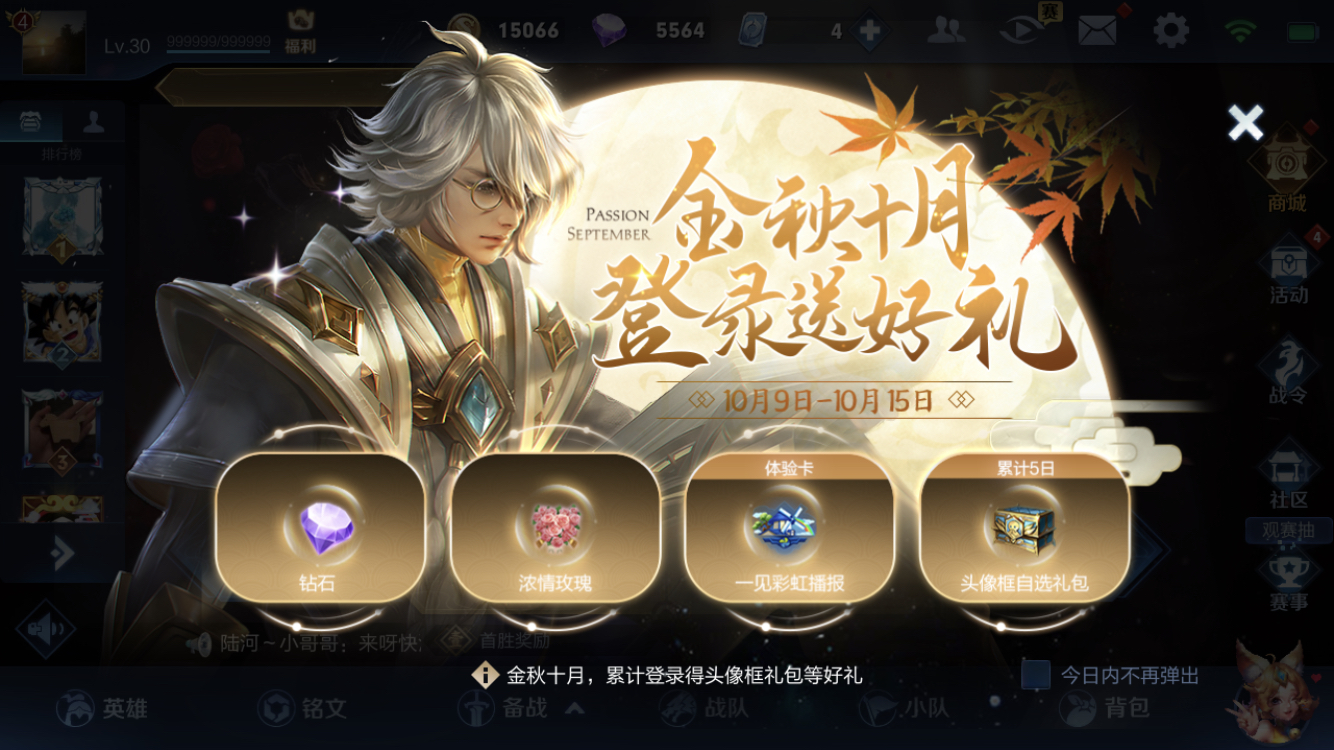 4
Lv.30
999999/999999
福利
15066
5564
4
赛
排行榜
1
2
3
PASSION
SEPTEMBER
金秋十月
登录送好礼
10月9日-10月15日
钻石
浓情玫瑰
体验卡
一见彩虹播报
累计5日
头像框自选礼包
商城
4
活动
战令
社区
观赛抽
赛事
陆河~小哥哥：来呀快;
首胜奖励
金秋十月，累计登录得头像框礼包等好礼
今日内不再弹出
英雄
铭文
备战
战队
小队
背包